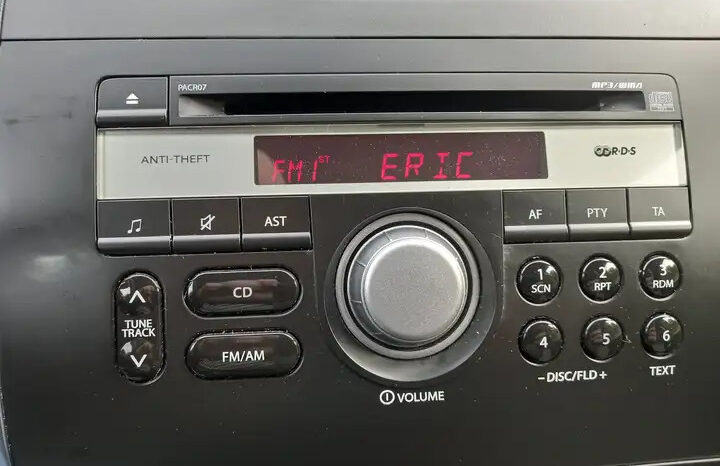 PACR07
MP3/WMA
ANTI-THEFT
FM1 ST ERIC
R·D·S
AST
AF
PTY
TA
CD
1
SCN
2
RPT
3
RDM
TUNE
TRACK
FM/AM
4
5
6
– DISC/FLD +
TEXT
VOLUME